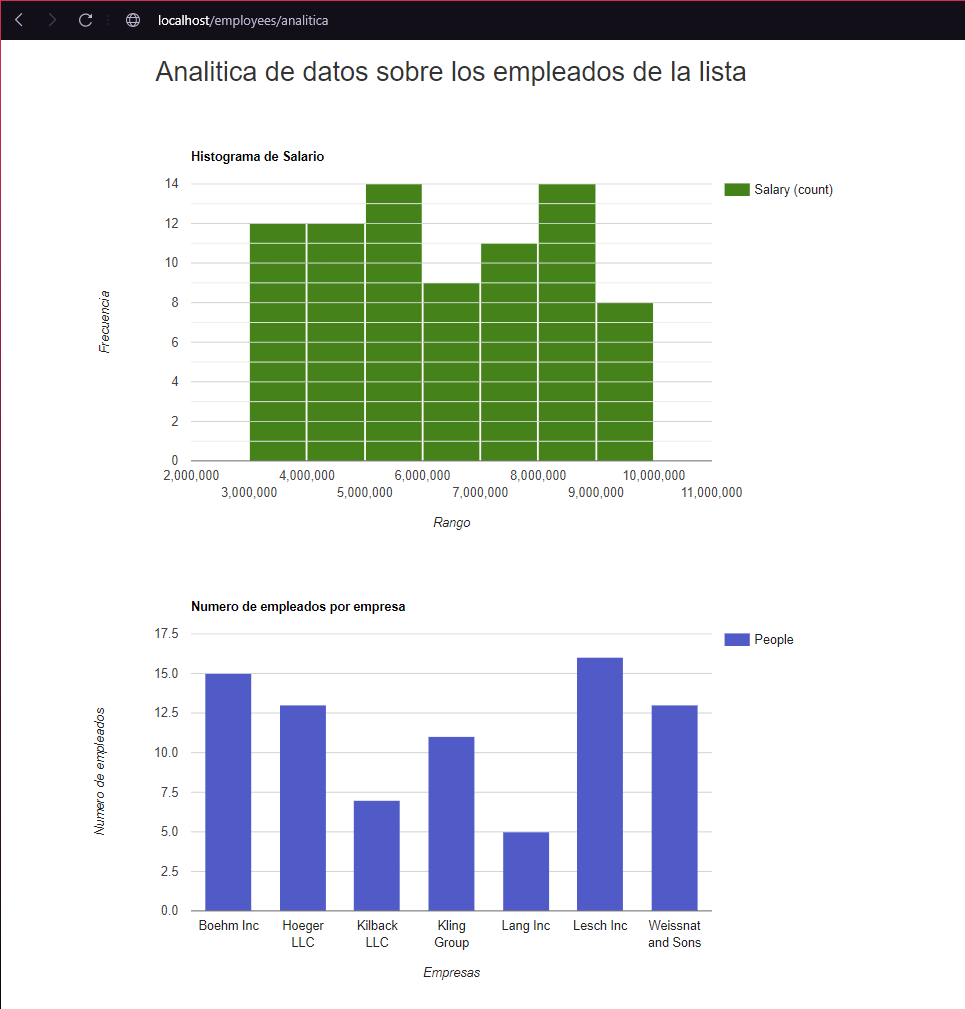 localhost/employees/analitica
Analitica de datos sobre los empleados de la lista
Histograma de Salario
14
12
10
8
6
4
2
0
Frecuencia
Salary (count)
2,000,000
4,000,000
6,000,000
8,000,000
10,000,000
3,000,000
5,000,000
7,000,000
9,000,000
11,000,000
Rango
Numero de empleados por empresa
17.5
15.0
12.5
10.0
7.5
5.0
2.5
0.0
Numero de empleados
People
Boehm Inc
Hoeger
LLC
Kilback
LLC
Kling
Group
Lang Inc
Lesch Inc
Weissnat
and Sons
Empresas